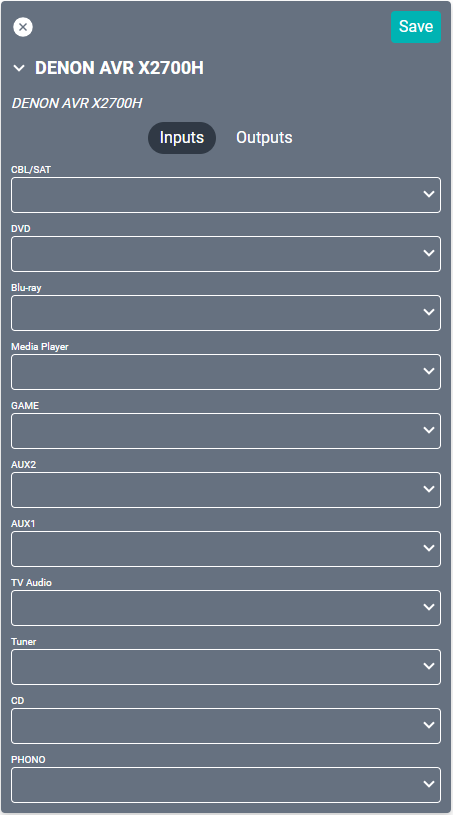 Save
DENON AVR X2700H
DENON AVR X2700H
Inputs Outputs
CBL/SAT
DVD
Blu-ray
Media Player
GAME
AUX2
AUX1
TV Audio
Tuner
CD
PHONO